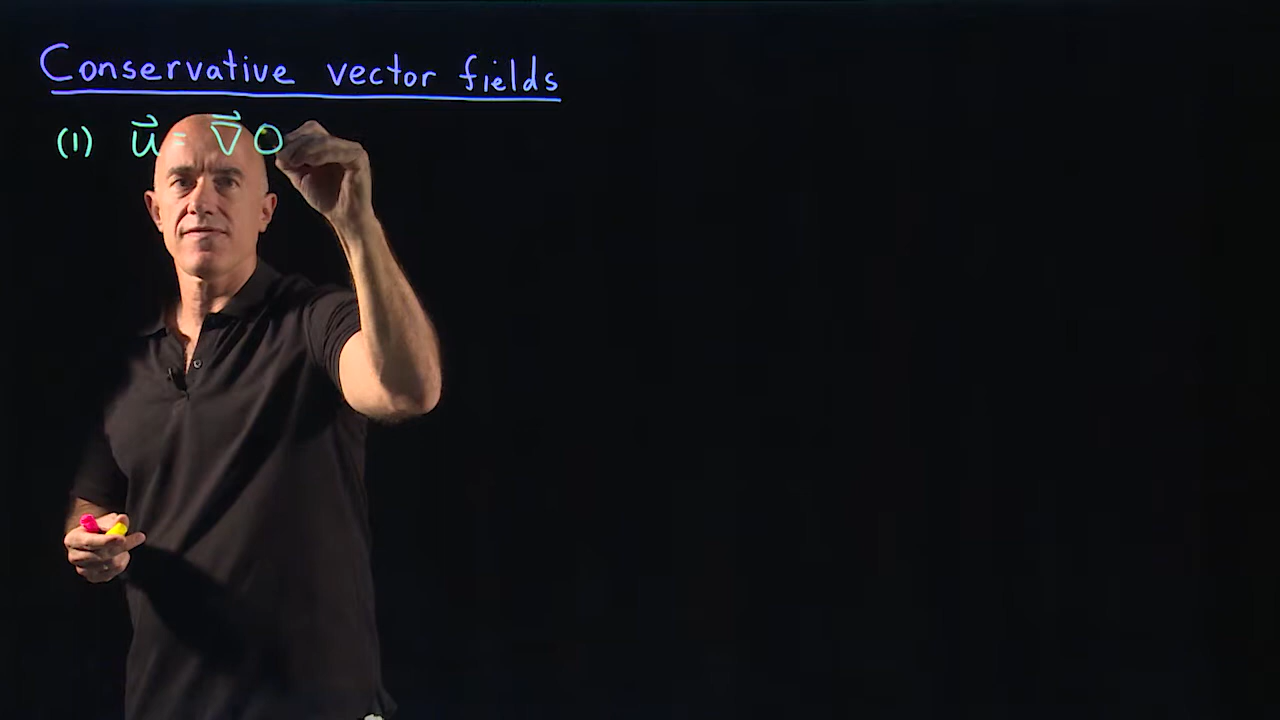 Conservative vector fields
(1) u⃗ = ∇⃗ O